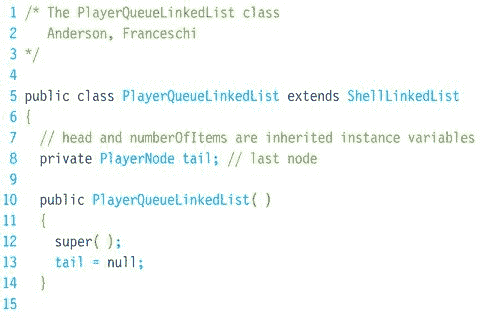 1 /* The PlayerQueueLinkedList class
2    Anderson, Franceschi
3 */
4
5 public class PlayerQueueLinkedList extends ShellLinkedList
6 {
7   // head and numberOfItems are inherited instance variables
8   private PlayerNode tail; // last node
9
10   public PlayerQueueLinkedList( )
11   {
12     super( );
13     tail = null;
14   }
15